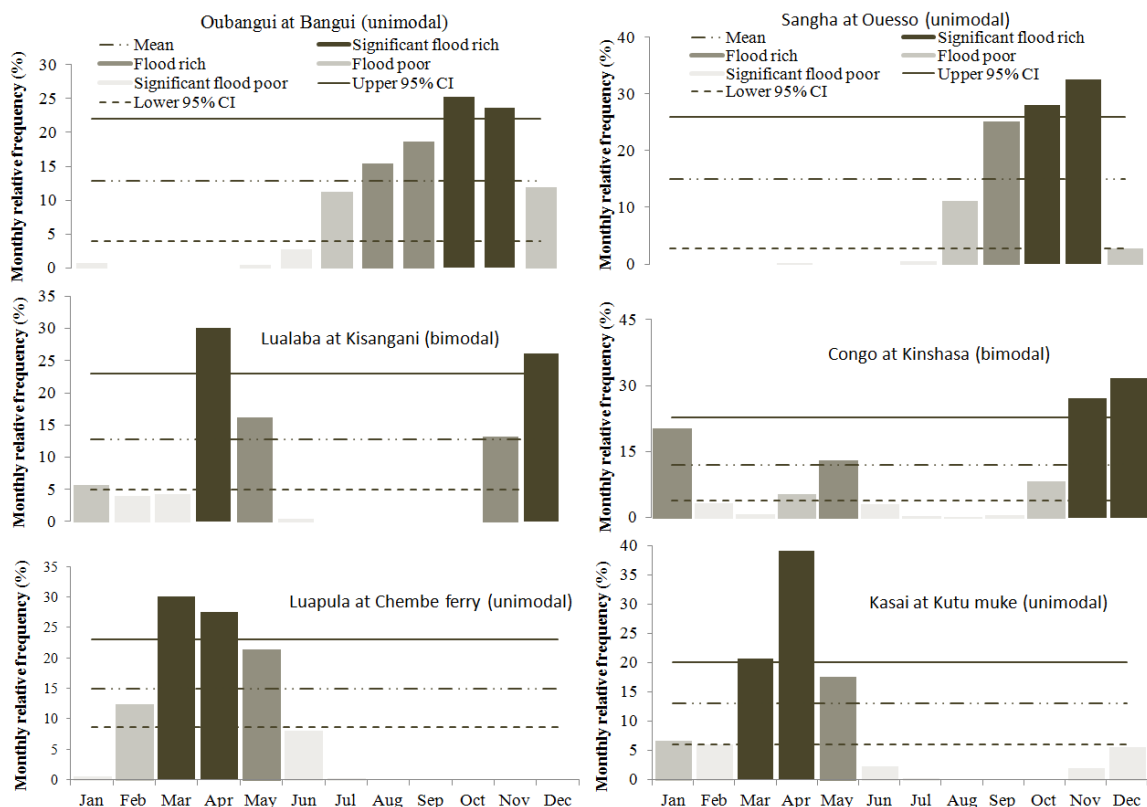 Oubangui at Bangui (unimodal)
Mean
Significant flood rich
Flood rich
Flood poor
Significant flood poor
Upper 95% CI
Lower 95% CI
Monthly relative frequency (%)
30
25
20
15
10
5
0
Sangha at Ouesso (unimodal)
Mean
Significant flood rich
Flood rich
Flood poor
Significant flood poor
Upper 95% CI
Lower 95% CI
Monthly relative frequency (%)
40
30
20
10
0
Lualaba at Kisangani (bimodal)
Monthly relative frequency (%)
35
30
25
20
15
10
5
0
Congo at Kinshasa (bimodal)
Monthly relative frequency (%)
45
30
15
0
Luapula at Chembe ferry (unimodal)
Monthly relative frequency (%)
35
30
25
20
15
10
5
0
Jan Feb Mar Apr May Jun Jul Aug Sep Oct Nov Dec
Kasai at Kutu muke (unimodal)
Monthly relative frequency (%)
40
35
30
25
20
15
10
5
0
Jan Feb Mar Apr May Jun Jul Aug Sep Oct Nov Dec